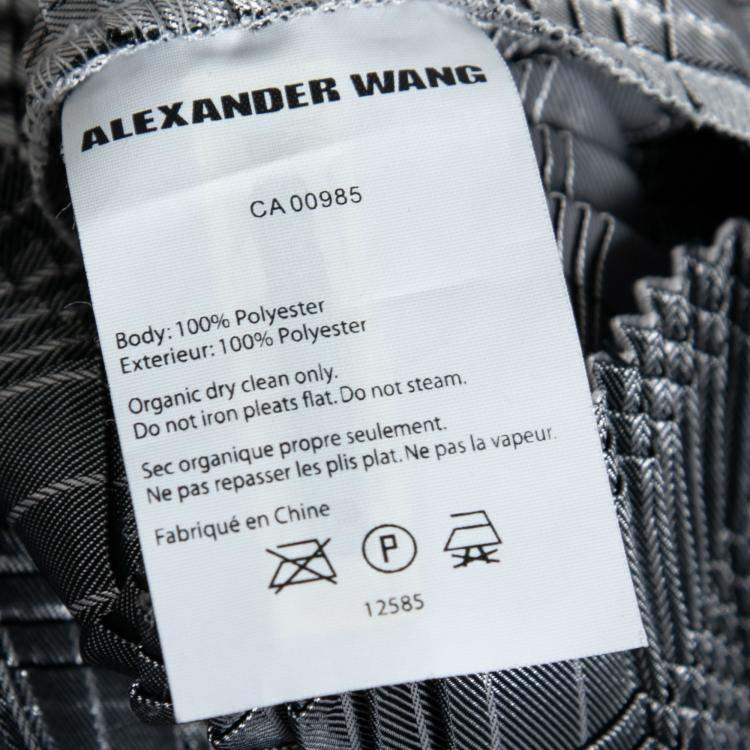 ALEXANDER WANG
CA 00985
Body: 100% Polyester
Exterieur: 100% Polyester
Organic dry clean only.
Do not iron pleats flat. Do not steam.
Sec organique propre seulement.
Ne pas repasser les plis plat. Ne pas la vapeur.
Fabriqué en Chine
P
12585